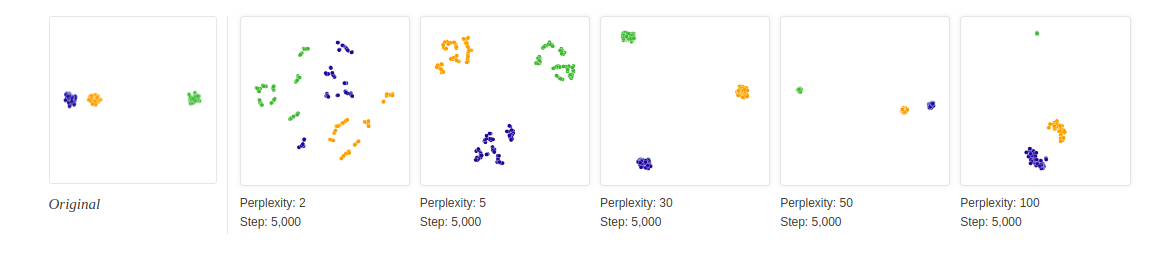 Original
Perplexity: 2
Step: 5,000
Perplexity: 5
Step: 5,000
Perplexity: 30
Step: 5,000
Perplexity: 50
Step: 5,000
Perplexity: 100
Step: 5,000